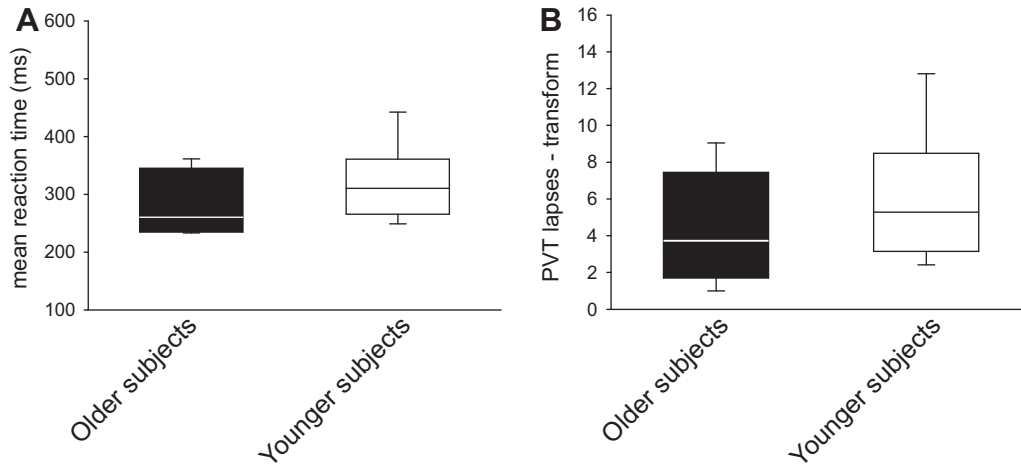 A
mean reaction time (ms)
600
500
400
300
200
100
Older subjects
Younger subjects
B
PVT lapses - transform
16
14
12
10
8
6
4
2
0
Older subjects
Younger subjects